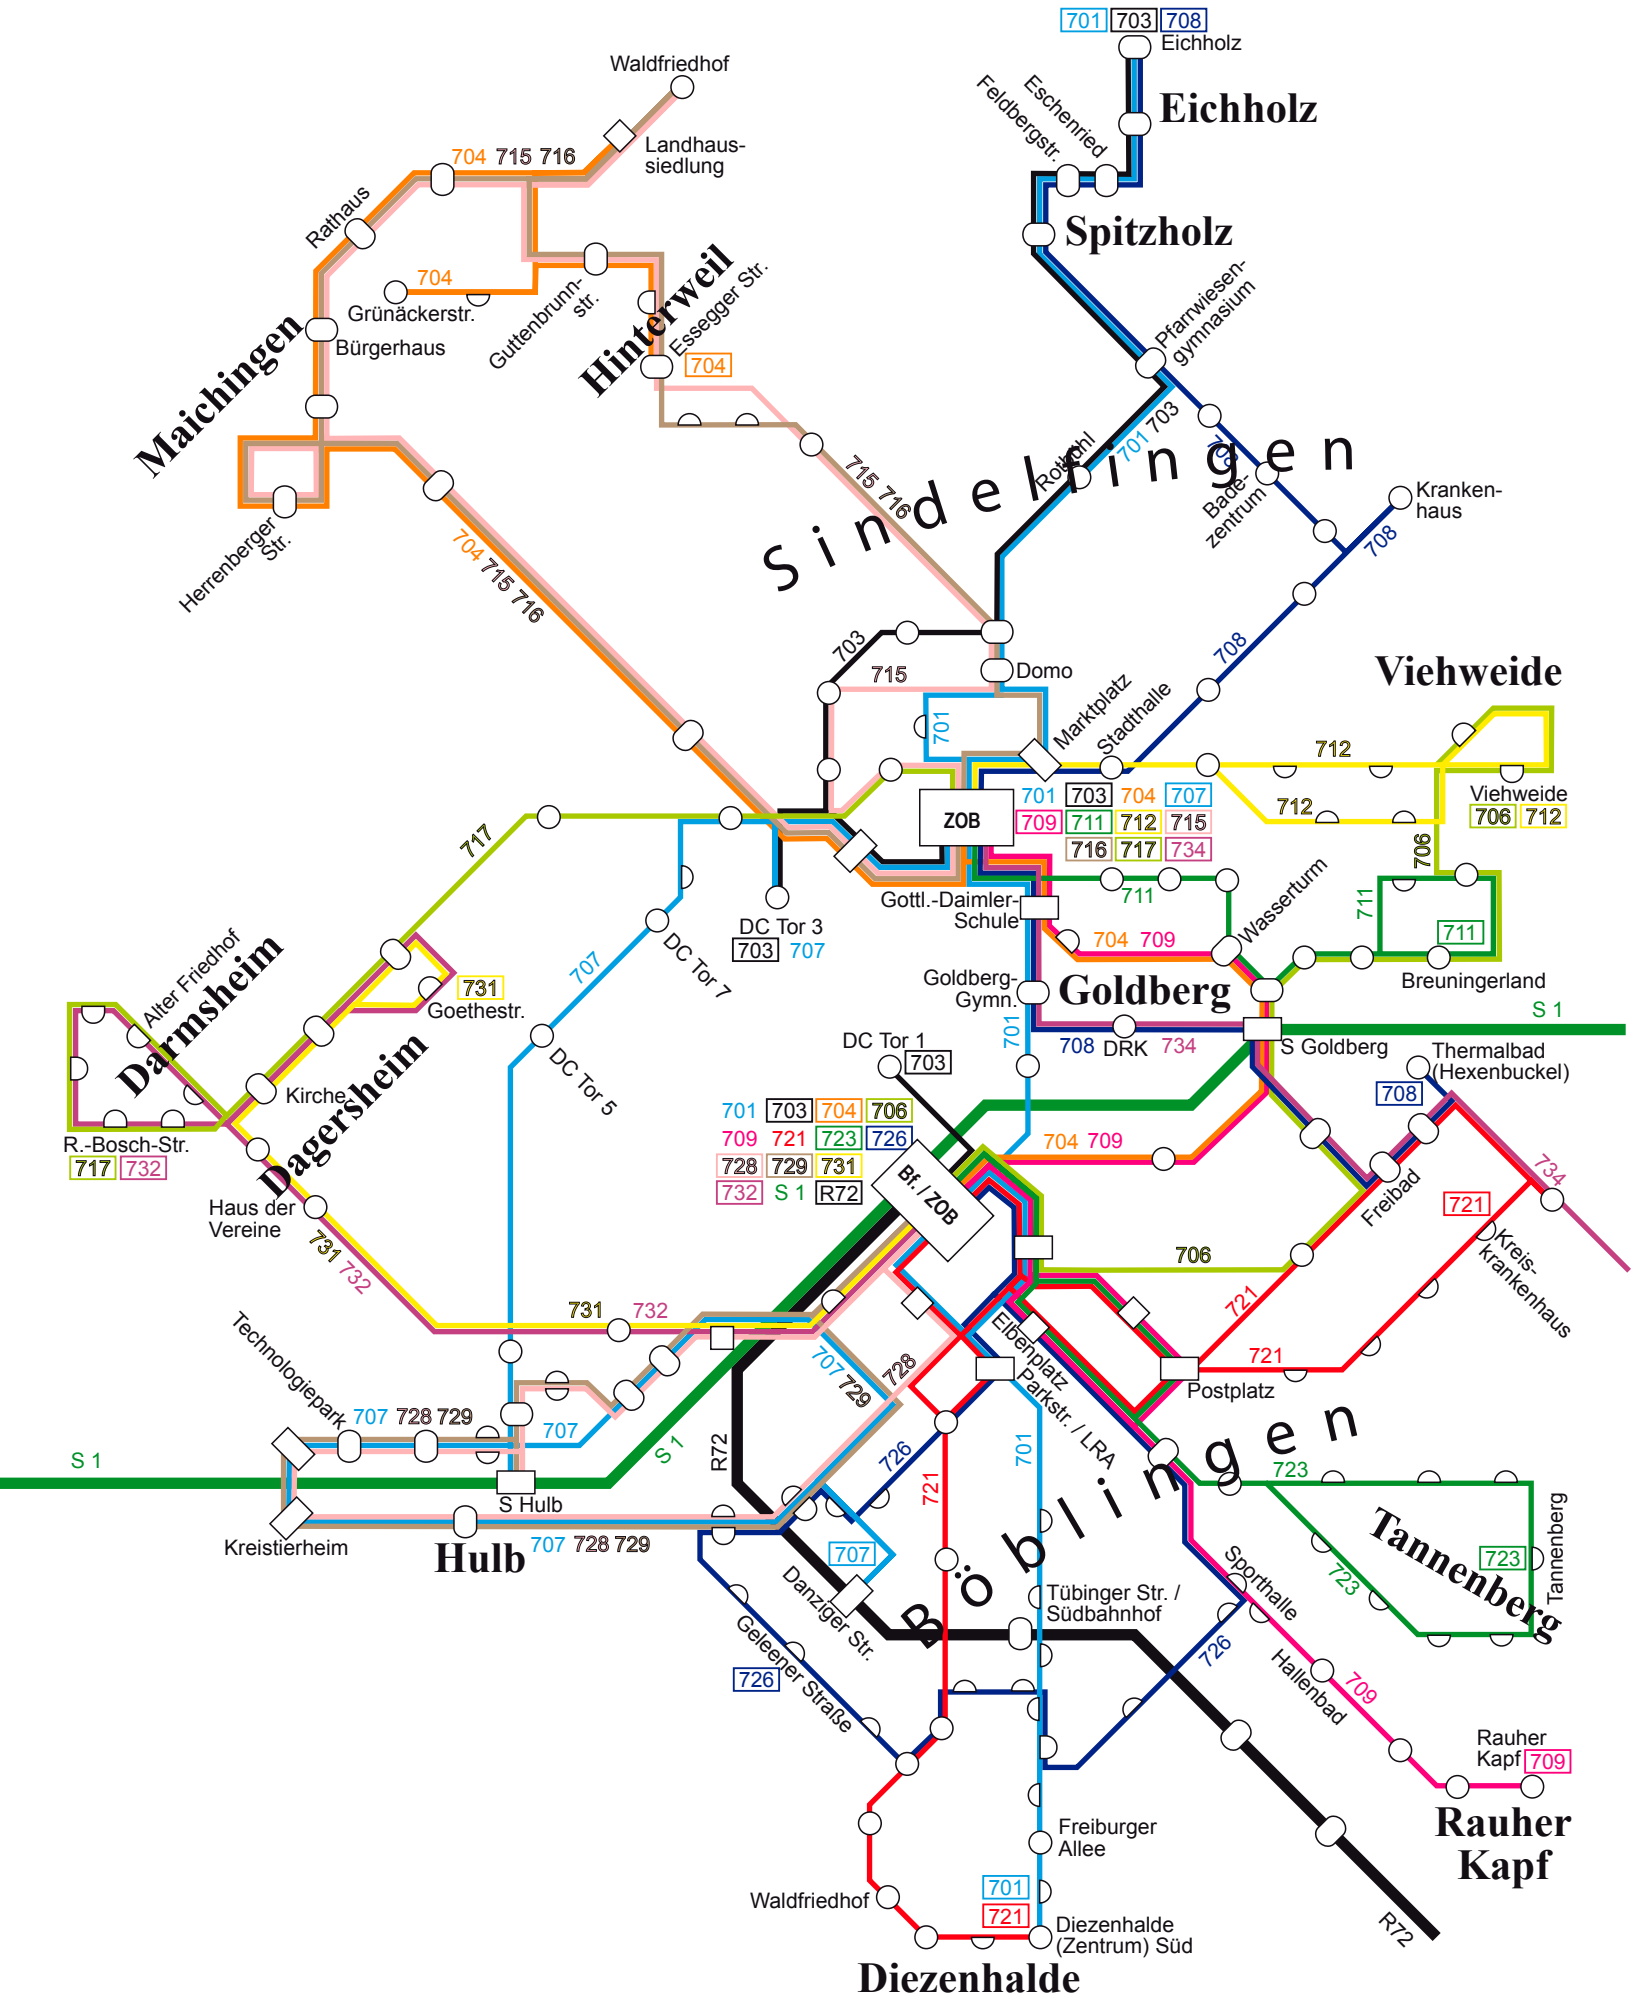 701 703 708
Eichholz
Eichholz
Waldfriedhof
Landhaus-
siedlung
704 715 716
Rathaus
Feldbergstr.
Eschenried
Spitzholz
704
Grünäckerstr.
Guttenbrunn-
str.
Hinterweil
Essegger Str.
704
Pfarrwiesen-
gymnasium
Maichingen
Bürgerhaus
701 703
Rotbühl
708
Bade-
zentrum
Kranken-
haus
708
Sindelfingen
715 716
Herrenberger
Str.
704 715 716
703
715
Domo
708
701
Marktplatz
Stadthalle
Viehweide
712
712
Viehweide
706 712
706
ZOB
701 703 704 707
709 711 712 715
716 717 734
717
711
711
711
Breuningerland
Gottl.-Daimler-
Schule
Wasserturm
704 709
DC Tor 3
703 707
DC Tor 7
707
DC Tor 5
Goldberg-
Gymn.
Goldberg
701
708 DRK 734
S Goldberg
S 1
Alter Friedhof
Darmsheim
731
Goethestr.
Kirche
Dagersheim
R.-Bosch-Str.
717 732
Haus der
Vereine
731 732
DC Tor 1
703
701 703 704 706
709 721 723 726
728 729 731
732 S 1 R72
Bf. / ZOB
704 709
Thermalbad
(Hexenbuckel)
708
Freibad
734
721
Kreis-
krankenhaus
706
721
721
Postplatz
731 732
Technologiepark
707 728 729
707
707 729
728
Elbenplatz
Parkstr. / LRA
S 1
S 1
R72
S Hulb
Kreistierheim
Hulb
707 728 729
726
721
701
Böblingen
723
723
723
Tannenberg
Tannenberg
707
Danziger Str.
Tübinger Str. /
Südbahnhof
Geleener Straße
726
726
Sporthalle
Hallenbad
709
Rauher
Kapf 709
Rauher
Kapf
Freiburger
Allee
Waldfriedhof
701
721
Diezenhalde
(Zentrum) Süd
Diezenhalde
R72